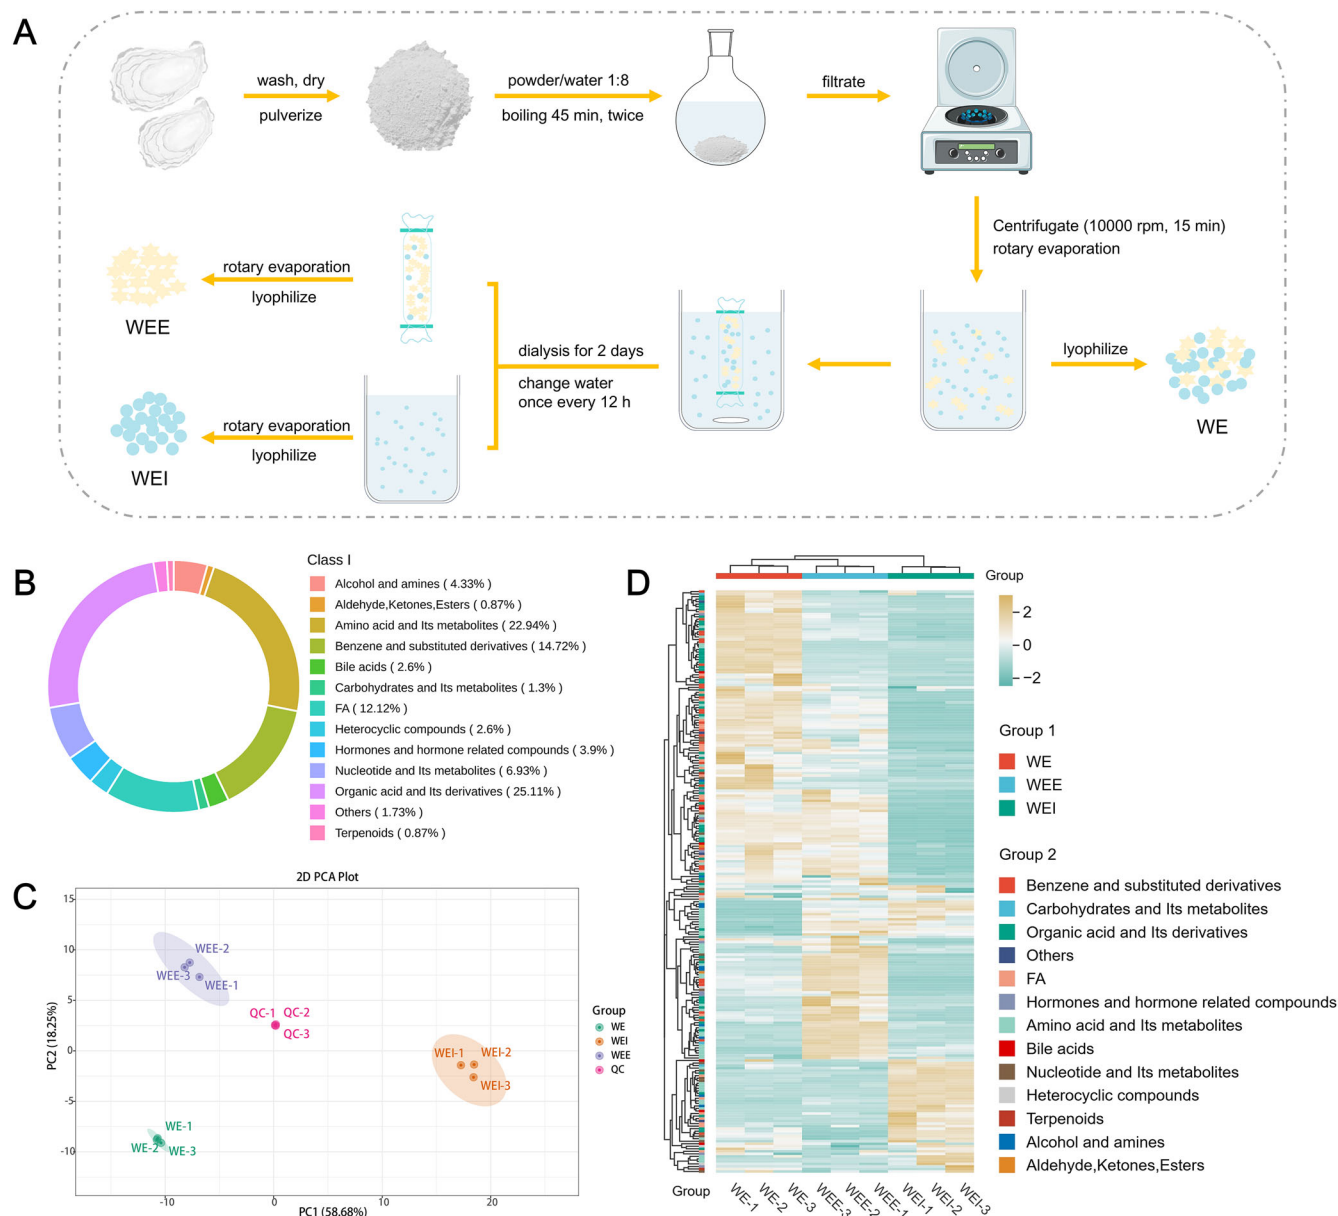 A
wash, dry
pulverize
powder/water 1:8
boiling 45 min, twice
filtrate
Centrifugate (10000 rpm, 15 min)
rotary evaporation
lyophilize
WE
dialysis for 2 days
change water
once every 12 h
rotary evaporation
lyophilize
WEE
rotary evaporation
lyophilize
WEI
B
Class I
Alcohol and amines ( 4.33%)
Aldehyde,Ketones,Esters ( 0.87%)
Amino acid and Its metabolites ( 22.94%)
Benzene and substituted derivatives ( 14.72%)
Bile acids ( 2.6%)
Carbohydrates and Its metabolites ( 1.3%)
FA ( 12.12%)
Heterocyclic compounds ( 2.6%)
Hormones and hormone related compounds ( 3.9%)
Nucleotide and Its metabolites ( 6.93%)
Organic acid and Its derivatives ( 25.11%)
Others ( 1.73%)
Terpenoids ( 0.87%)
C
2D PCA Plot
PC2 (18.25%)
15
10
5
0
-5
-10
WEE-2
WEE-3
WEE-1
QC-1
QC-2
QC-3
WEI-1
WEI-2
WEI-3
WE-1
WE-2
WE-3
-10
0
10
20
PC1 (58.68%)
Group
WE
WEI
WEE
QC
D
Group
2
0
−2
Group 1
WE
WEE
WEI
Group 2
Benzene and substituted derivatives
Carbohydrates and Its metabolites
Organic acid and Its derivatives
Others
FA
Hormones and hormone related compounds
Amino acid and Its metabolites
Bile acids
Nucleotide and Its metabolites
Heterocyclic compounds
Terpenoids
Alcohol and amines
Aldehyde,Ketones,Esters
Group
WE-1
WE-2
WE-3
WEE-3
WEE-2
WEE-1
WEI-1
WEI-2
WEI-3